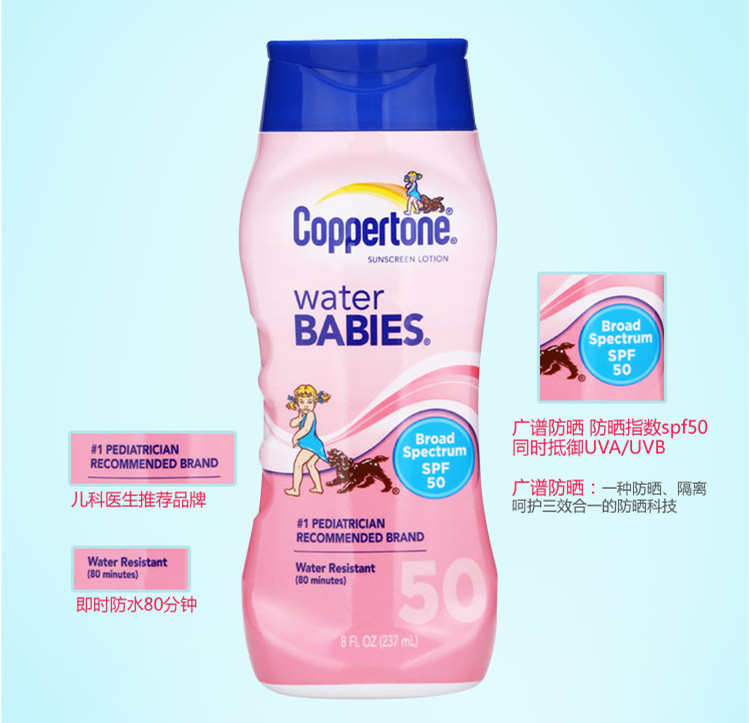 Coppertone®
SUNSCREEN LOTION
water
BABIES®
Broad
Spectrum
SPF
50
#1 PEDIATRICIAN
RECOMMENDED BRAND
Water Resistant
(80 minutes)
50
8 FL OZ (237 mL)
#1 PEDIATRICIAN
RECOMMENDED BRAND
儿科医生推荐品牌
Water Resistant
(80 minutes)
即时防水80分钟
Broad
Spectrum
SPF
50
广谱防晒 防晒指数spf50
同时抵御UVA/UVB
广谱防晒：一种防晒、隔离
呵护三效合一的防晒科技